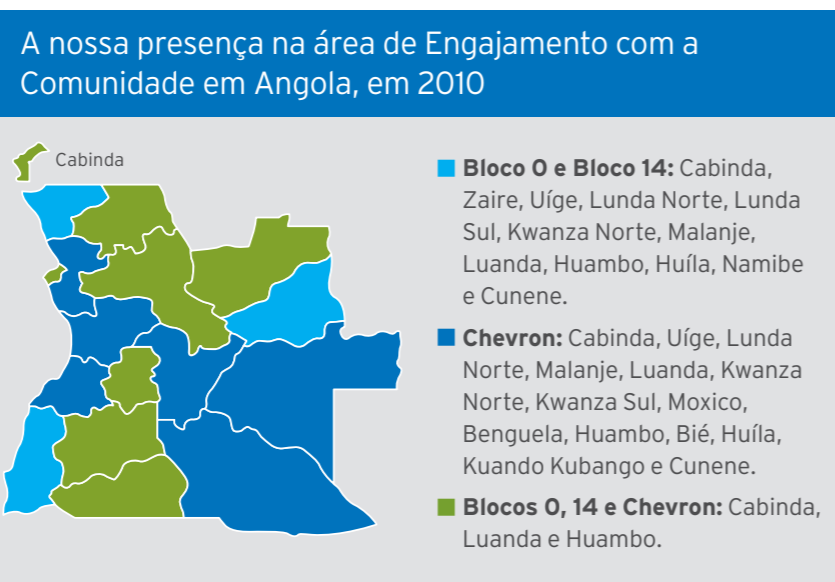 A nossa presença na área de Engajamento com a
Comunidade em Angola, em 2010
Cabinda
Bloco 0 e Bloco 14: Cabinda,
Zaire, Uíge, Lunda Norte, Lunda
Sul, Kwanza Norte, Malanje,
Luanda, Huambo, Huíla, Namibe
e Cunene.
Chevron: Cabinda, Uíge, Lunda
Norte, Malanje, Luanda, Kwanza
Norte, Kwanza Sul, Moxico,
Benguela, Huambo, Bié, Huíla,
Kuando Kubango e Cunene.
Blocos 0, 14 e Chevron: Cabinda,
Luanda e Huambo.